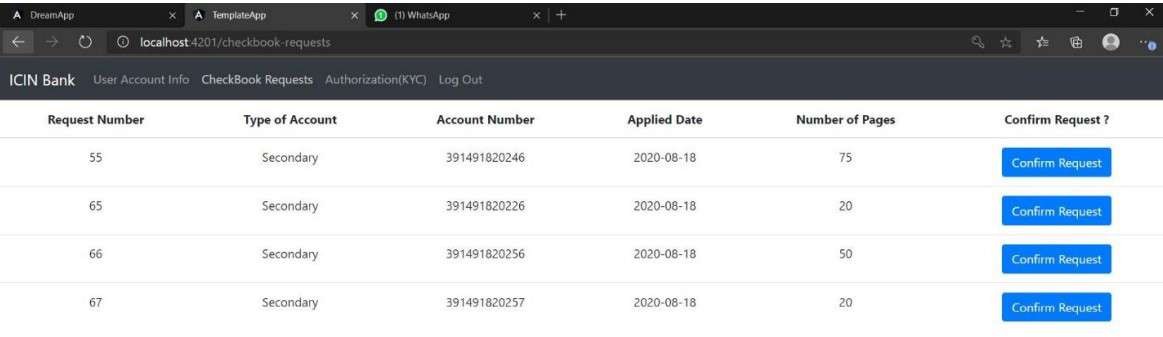 A DreamApp A TemplateApp (1) WhatsApp
localhost:4201/checkbook-requests
ICIN Bank User Account Info CheckBook Requests Authorization(KYC) Log Out
Request Number Type of Account Account Number Applied Date Number of Pages Confirm Request ?
55 Secondary 391491820246 2020-08-18 75 Confirm Request
65 Secondary 391491820226 2020-08-18 20 Confirm Request
66 Secondary 391491820256 2020-08-18 50 Confirm Request
67 Secondary 391491820257 2020-08-18 20 Confirm Request